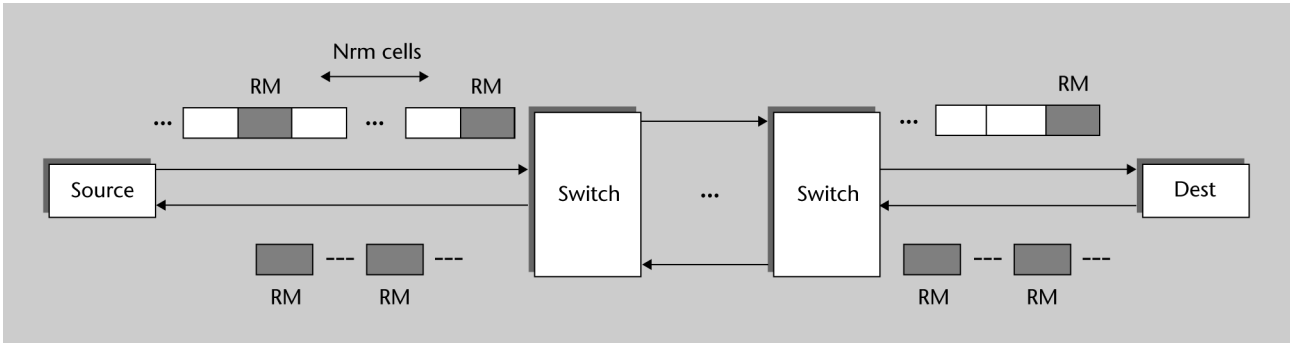 Nrm cells
RM
RM
RM
...
...
...
Source
Switch
...
Switch
Dest
RM
RM
RM
RM